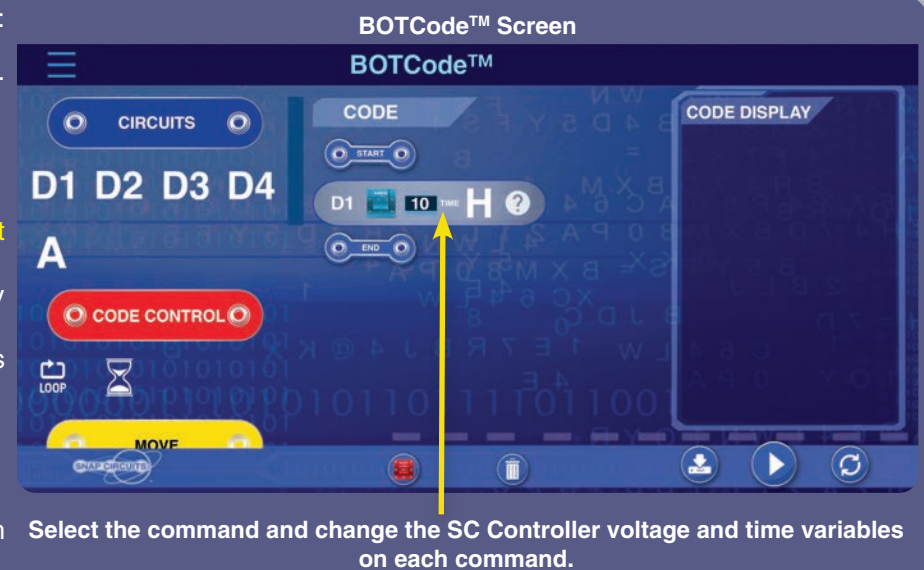 BOTCode™ Screen
BOTCode™
CIRCUITS
D1 D2 D3 D4
A
CODE CONTROL
LOOP
MOVE
SNAP CIRCUITS
CODE
START
D1 10 TIME H ?
END
CODE DISPLAY
Select the command and change the SC Controller voltage and time variables
on each command.